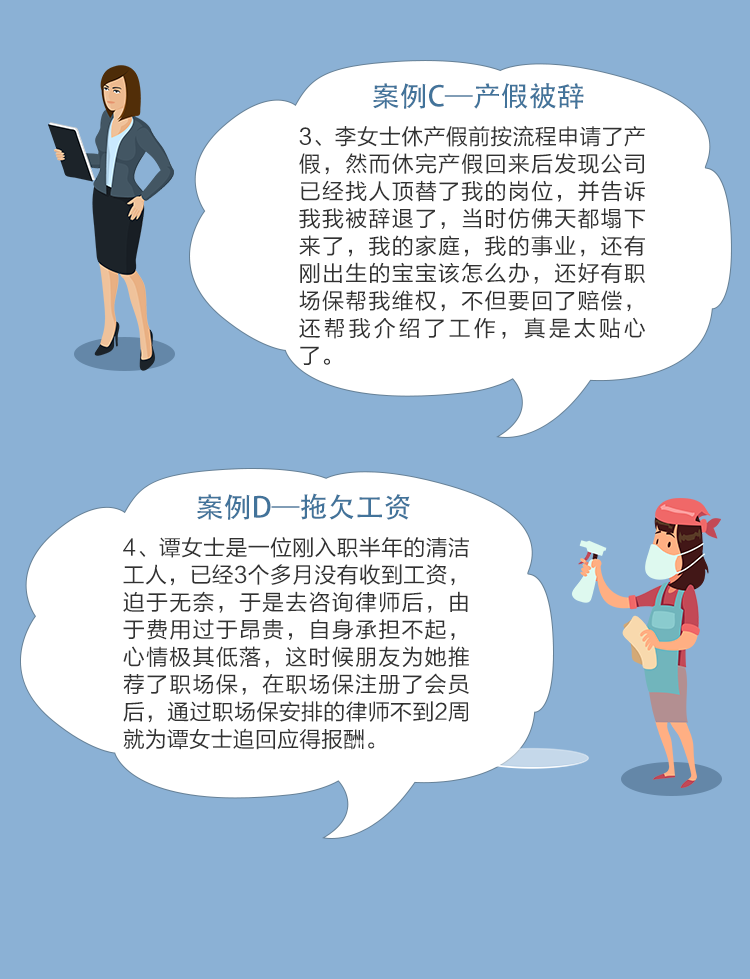 案例C—产假被辞
3、李女士休产假前按流程申请了产
假，然而休完产假回来后发现公司
已经找人顶替了我的岗位，并告诉
我我被辞退了，当时仿佛天都塌下
来了，我的家庭，我的事业，还有
刚出生的宝宝该怎么办，还好有职
场保帮我维权，不但要回了赔偿，
还帮我介绍了工作，真是太贴心
了。
案例D—拖欠工资
4、谭女士是一位刚入职半年的清洁
工人，已经3个多月没有收到工资，
迫于无奈，于是去咨询律师后，由
于费用过于昂贵，自身承担不起，
心情极其低落，这时候朋友为她推
荐了职场保，在职场保注册了会员
后，通过职场保安排的律师不到2周
就为谭女士追回应得报酬。